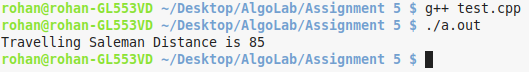 rohan@rohan-GL553VD ~/Desktop/AlgoLab/Assignment 5 $ g++ test.cpp
rohan@rohan-GL553VD ~/Desktop/AlgoLab/Assignment 5 $ ./a.out
Travelling Saleman Distance is 85
rohan@rohan-GL553VD ~/Desktop/AlgoLab/Assignment 5 $